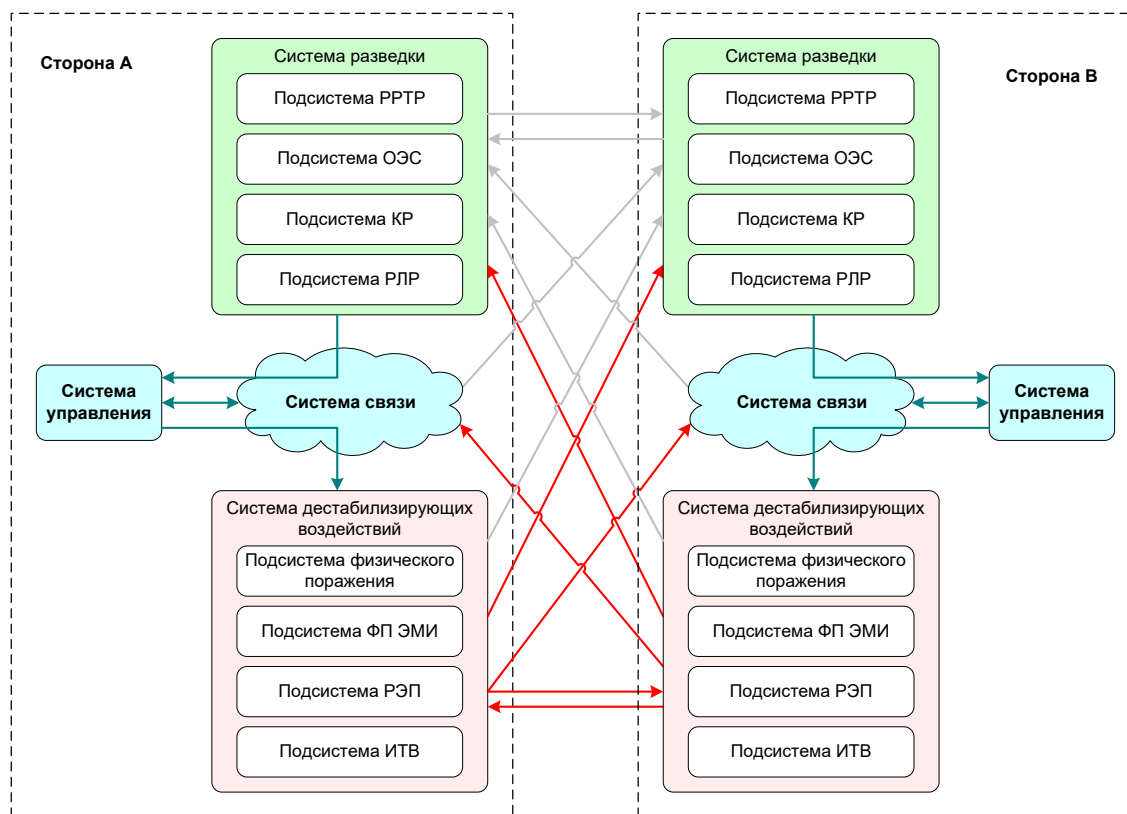 Сторона А
Система разведки
Подсистема РРТР
Подсистема ОЭС
Подсистема КР
Подсистема РЛР
Система
управления
Система связи
Система дестабилизирующих
воздействий
Подсистема физического
поражения
Подсистема ФП ЭМИ
Подсистема РЭП
Подсистема ИТВ
Сторона В
Система разведки
Подсистема РРТР
Подсистема ОЭС
Подсистема КР
Подсистема РЛР
Система связи
Система
управления
Система дестабилизирующих
воздействий
Подсистема физического
поражения
Подсистема ФП ЭМИ
Подсистема РЭП
Подсистема ИТВ